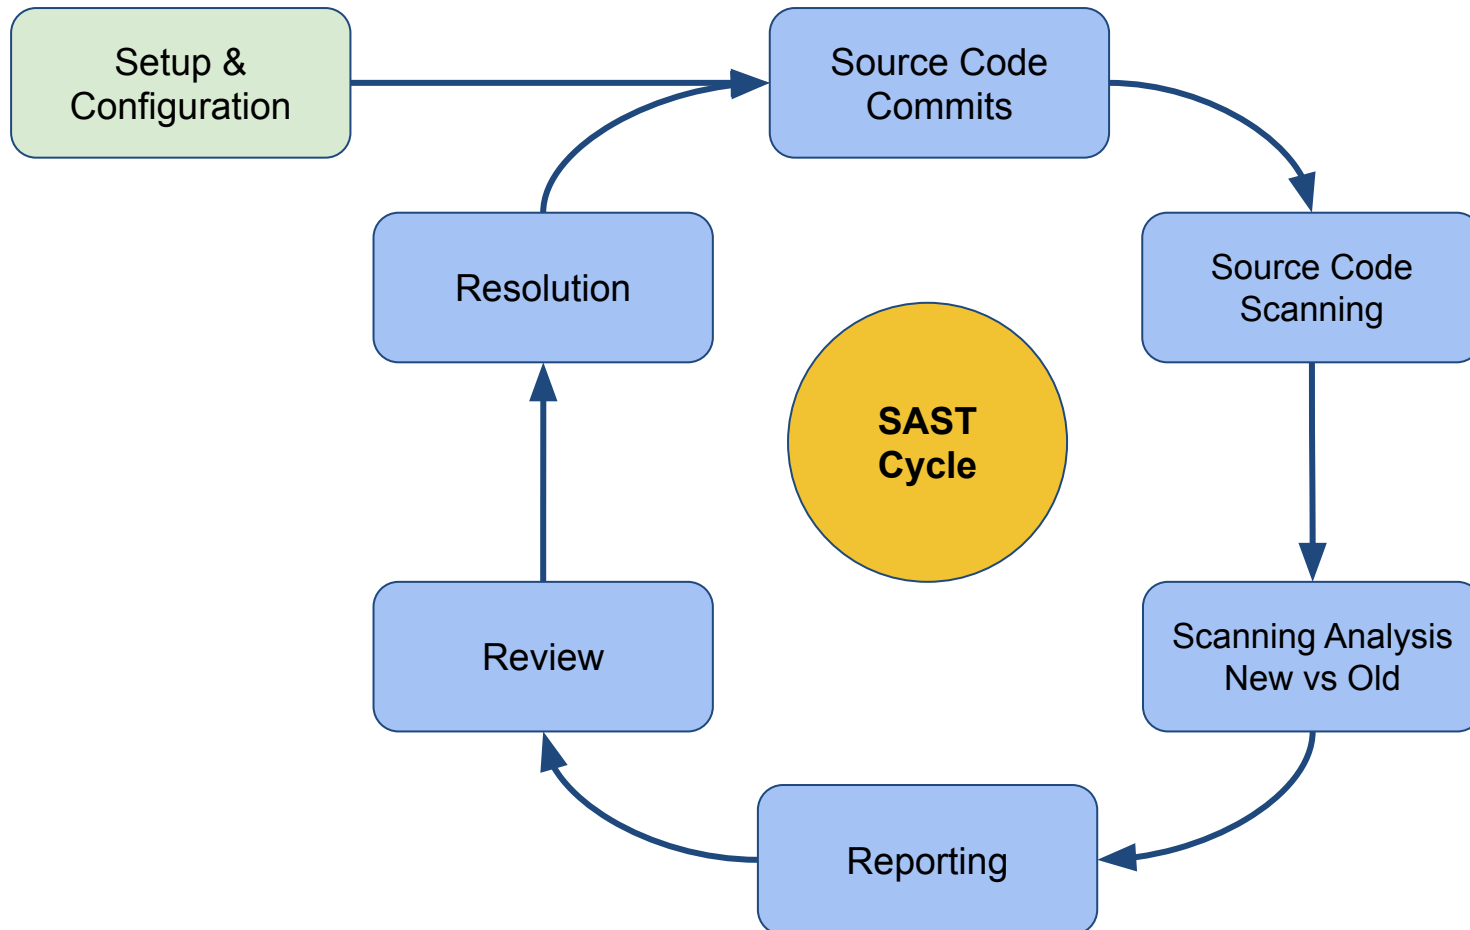 Setup &
Configuration
Source Code
Commits
Resolution
Source Code
Scanning
SAST
Cycle
Review
Scanning Analysis
New vs Old
Reporting